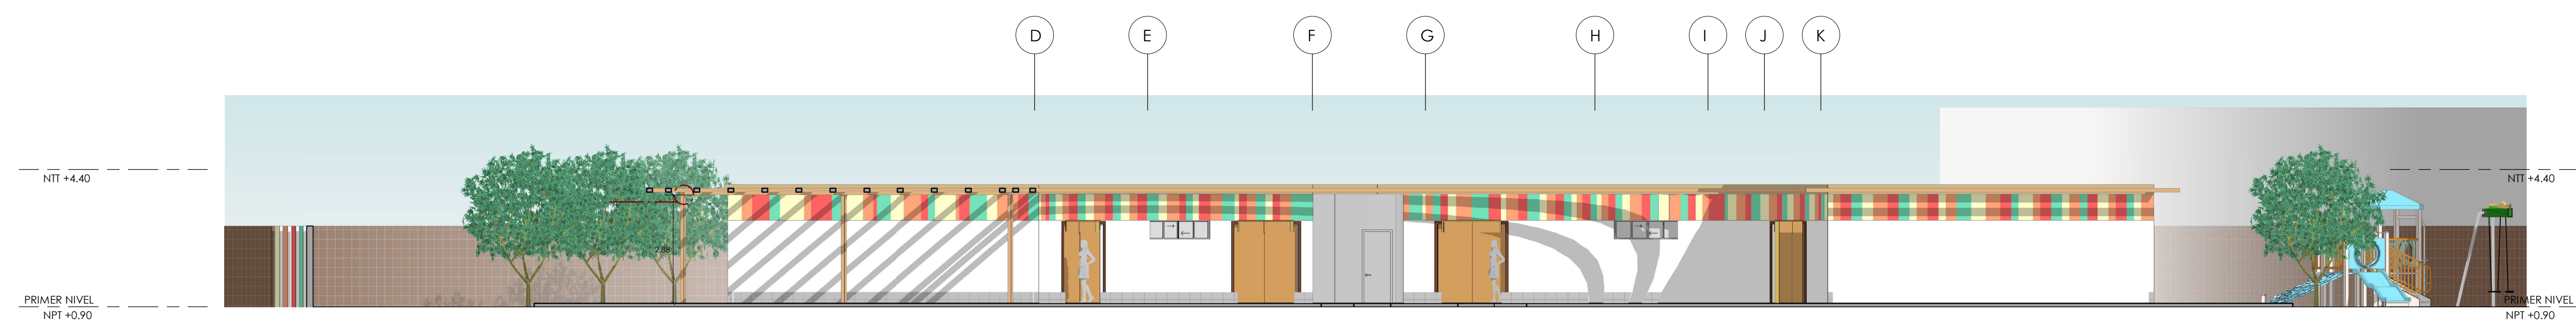 D E F G H I J K
NTT +4.40
NTT +4.40
2.88
PRIMER NIVEL
NPT +0.90
PRIMER NIVEL
NPT +0.90